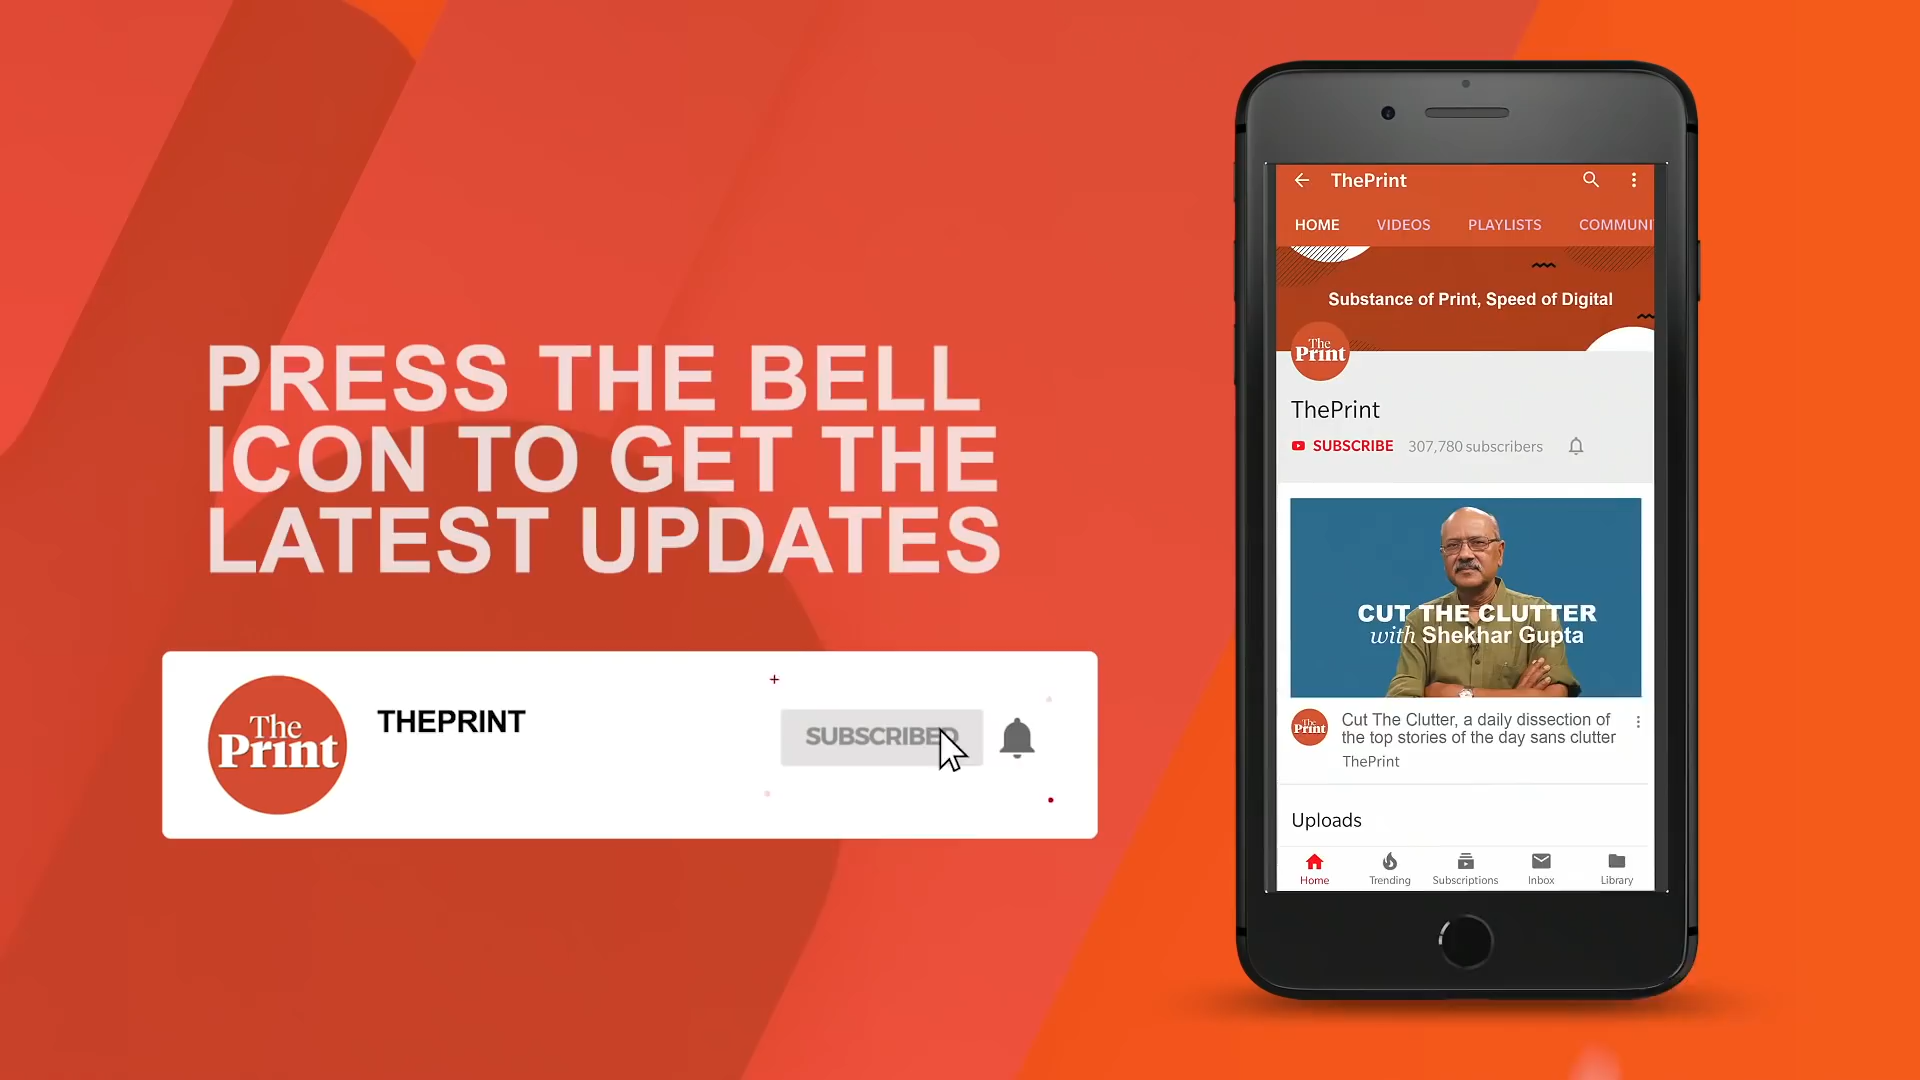 PRESS THE BELL
ICON TO GET THE
LATEST UPDATES
The
Print
THEPRINT
SUBSCRIBED
ThePrint
HOME VIDEOS PLAYLISTS COMMUNI
Substance of Print, Speed of Digital
The
Print
ThePrint
SUBSCRIBE 307,780 subscribers
CUT THE CLUTTER
with Shekhar Gupta
The
Print
Cut The Clutter, a daily dissection of
the top stories of the day sans clutter
ThePrint
Uploads
Home Trending Subscriptions Inbox Library